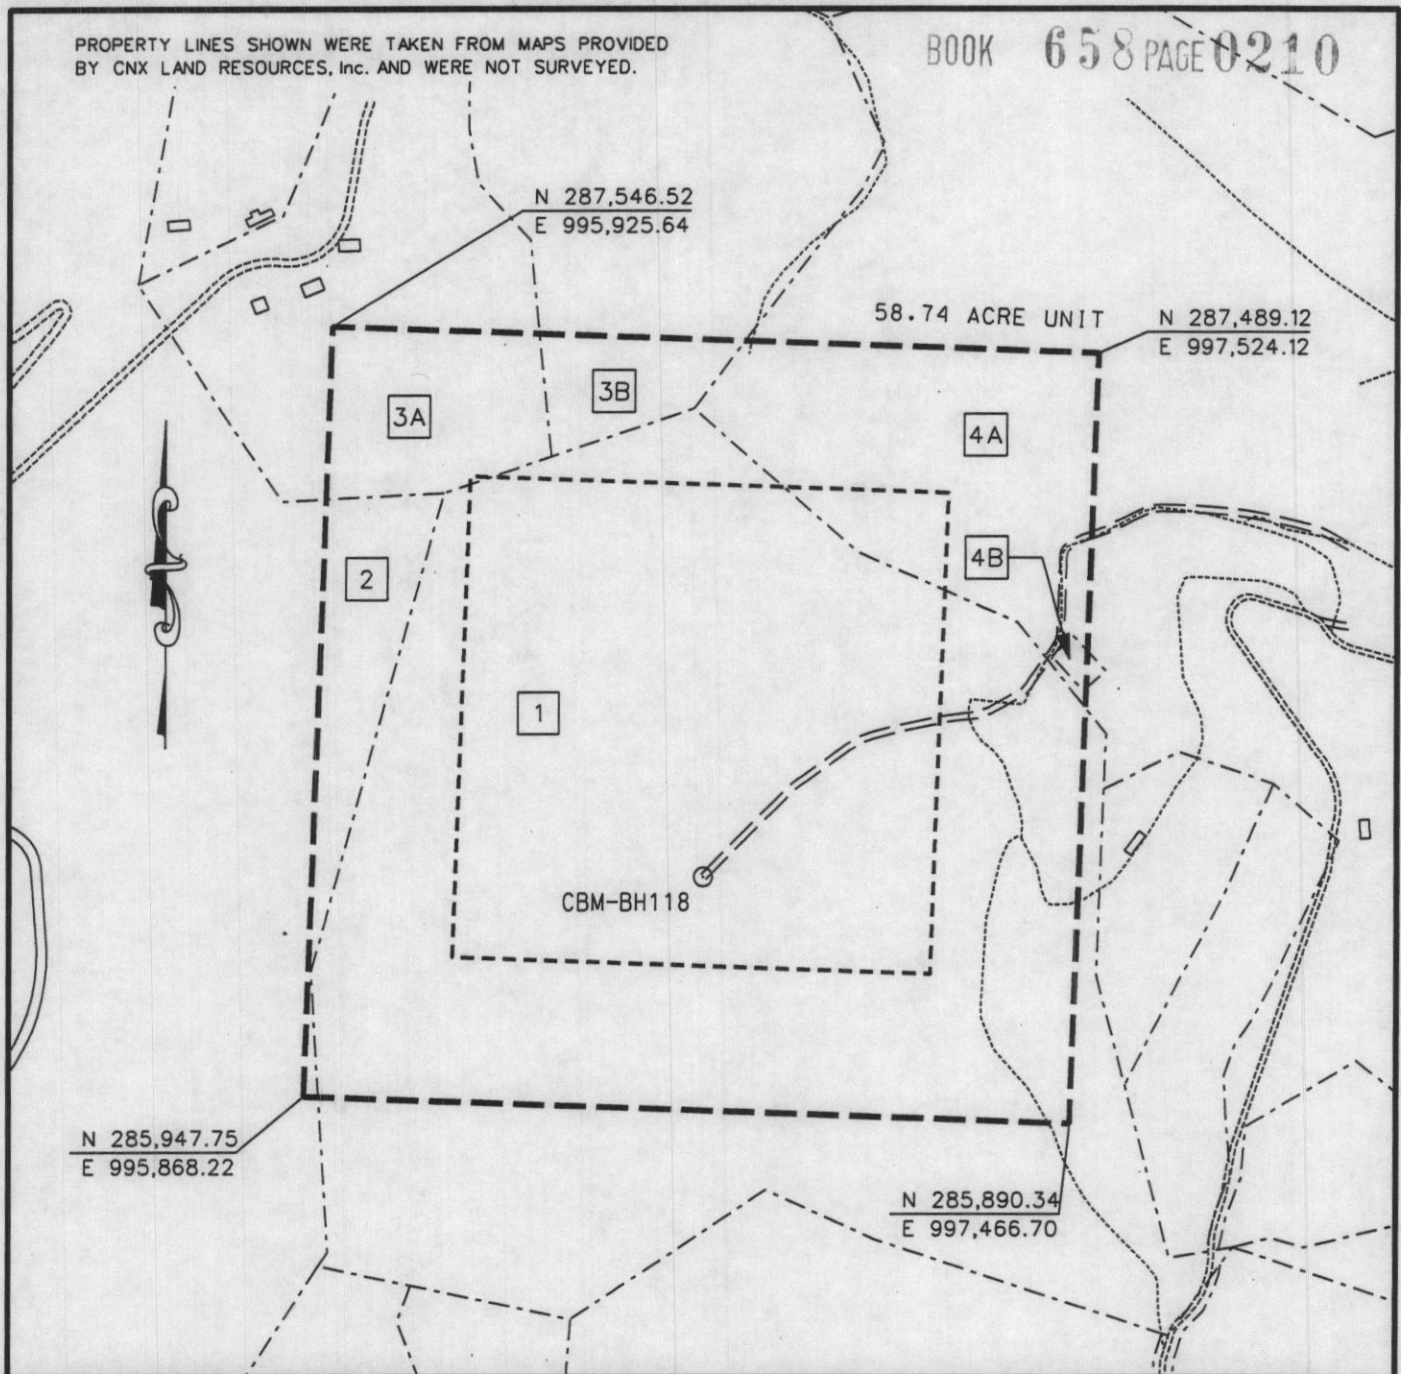 PROPERTY LINES SHOWN WERE TAKEN FROM MAPS PROVIDED
BY CNX LAND RESOURCES, Inc. AND WERE NOT SURVEYED.
BOOK 658 PAGE 0210
N 287,546.52
E 995,925.64
58.74 ACRE UNIT
N 287,489.12
E 997,524.12
3A
3B
4A
4B
2
1
CBM-BH118
N 285,947.75
E 995,868.22
N 285,890.34
E 997,466.70